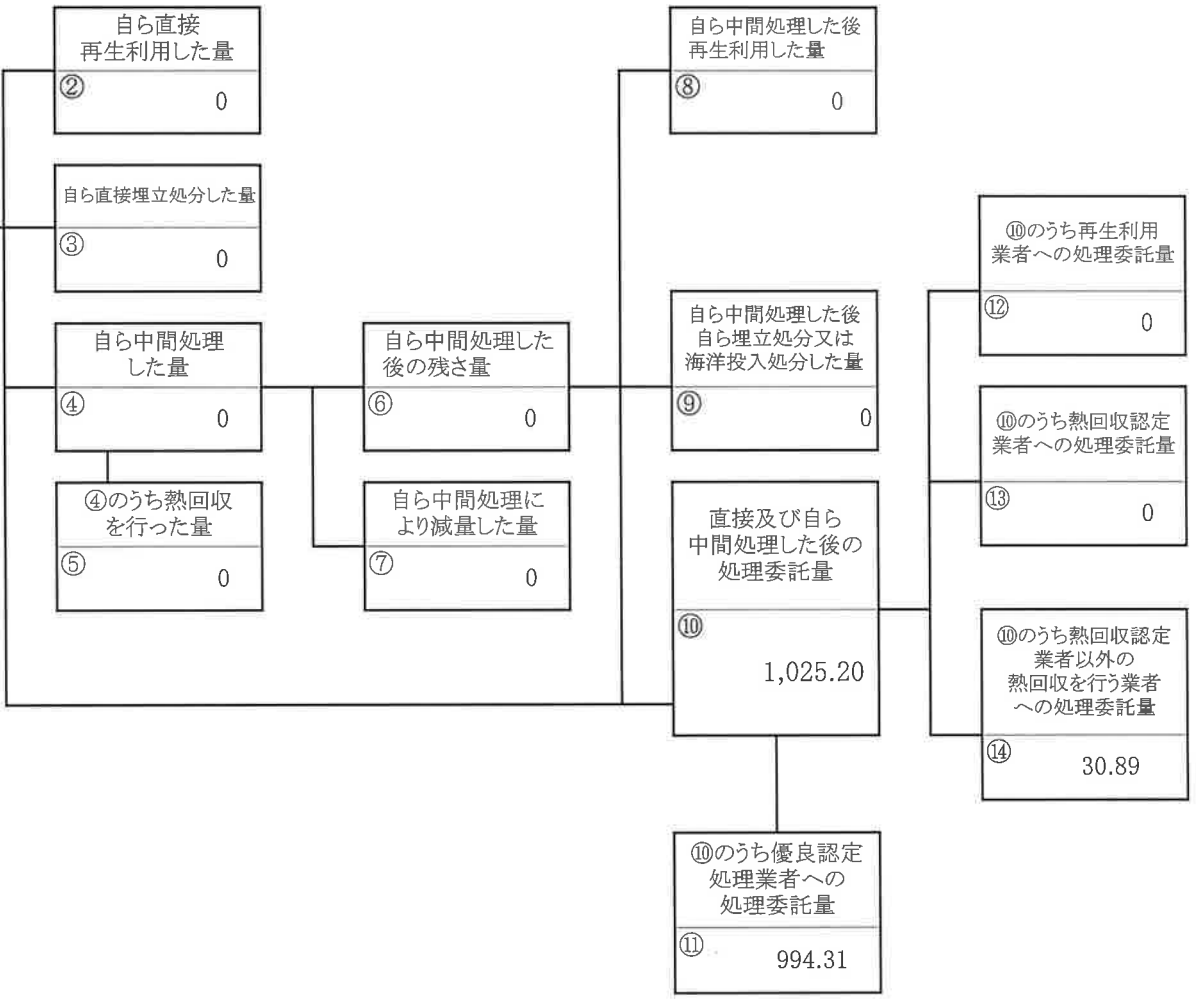 自ら直接
再生利用した量
②
0
自ら直接埋立処分した量
③
0
自ら中間処理
した量
④
0
④のうち熱回収
を行った量
⑤
0
自ら中間処理した
後の残さ量
⑥
0
自ら中間処理に
より減量した量
⑦
0
自ら中間処理した後
再生利用した量
⑧
0
自ら中間処理した後
自ら埋立処分又は
海洋投入処分した量
⑨
0
直接及び自ら
中間処理した後の
処理委託量
⑩
1,025.20
⑩のうち優良認定
処理業者への
処理委託量
⑪
994.31
⑩のうち再生利用
業者への処理委託量
⑫
0
⑩のうち熱回収認定
業者への処理委託量
⑬
0
⑩のうち熱回収認定
業者以外の
熱回収を行う業者
への処理委託量
⑭
30.89